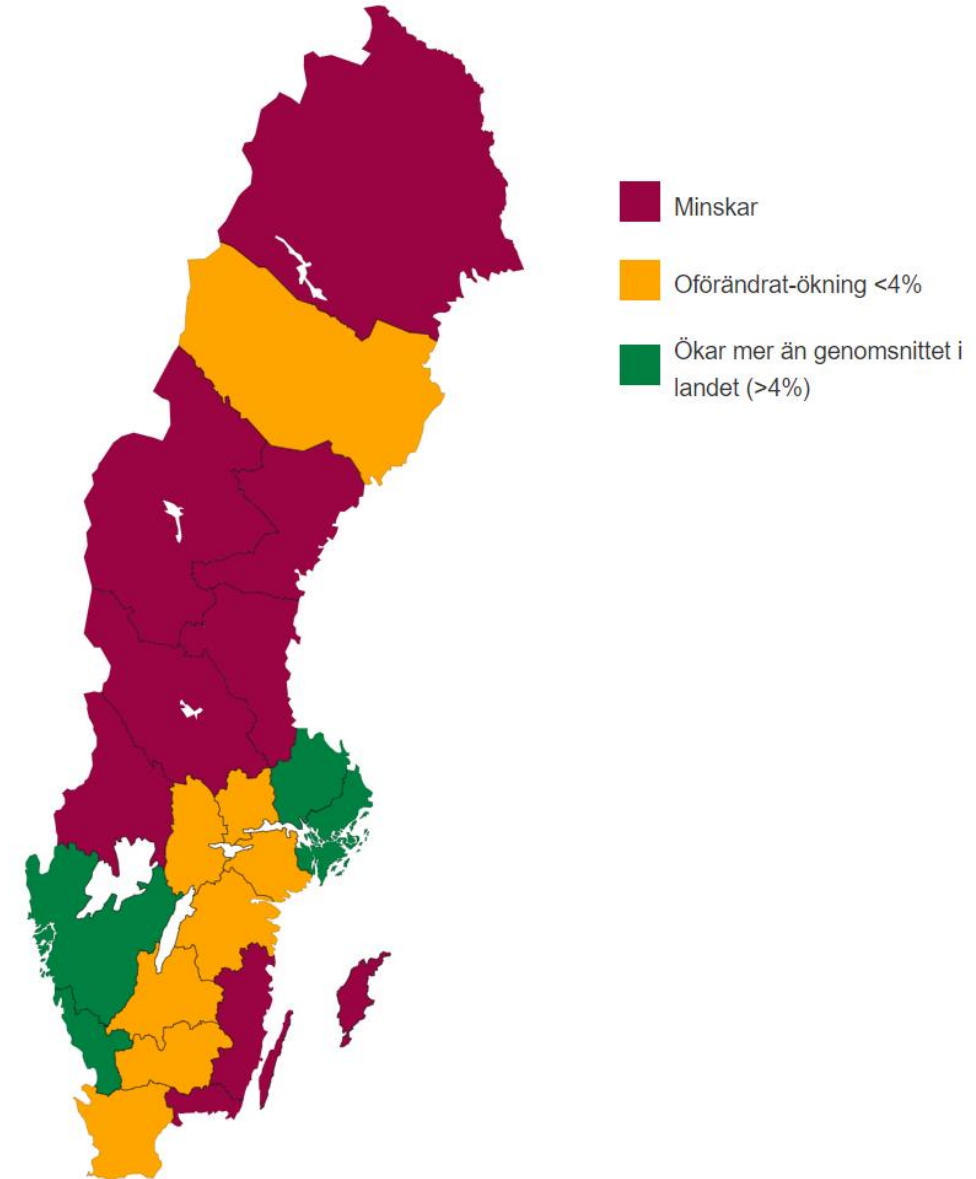 Minskar
Oförändrat-ökning <4%
Ökar mer än genomsnittet i
landet (>4%)